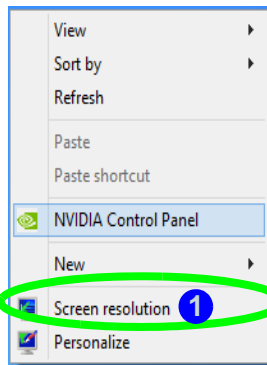 View
Sort by
Refresh
Paste
Paste shortcut
NVIDIA Control Panel
New
Screen resolution 1
Personalize